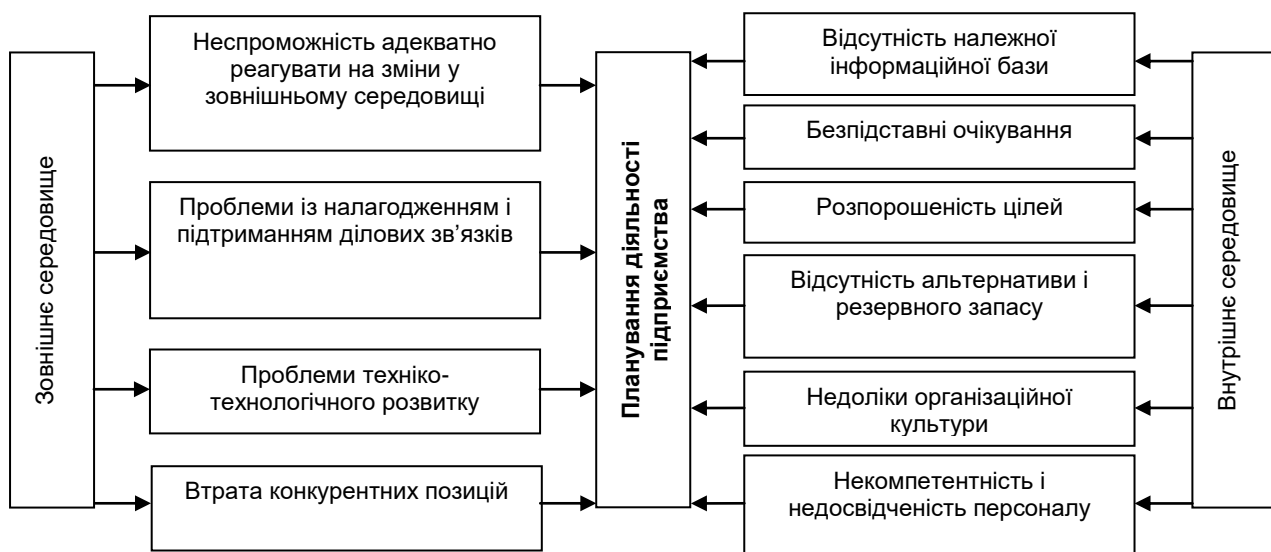 Зовнішнє середовище
Неспроможність адекватно
реагувати на зміни у
зовнішньому середовищі
Проблеми із налагодженням і
підтриманням ділових зв’язків
Проблеми техніко-
технологічного розвитку
Втрата конкурентних позицій
Планування діяльності
підприємства
Відсутність належної
інформаційної бази
Безпідставні очікування
Розпорошеність цілей
Відсутність альтернативи і
резервного запасу
Недоліки організаційної
культури
Некомпетентність і
недосвідченість персоналу
Внутрішнє середовище